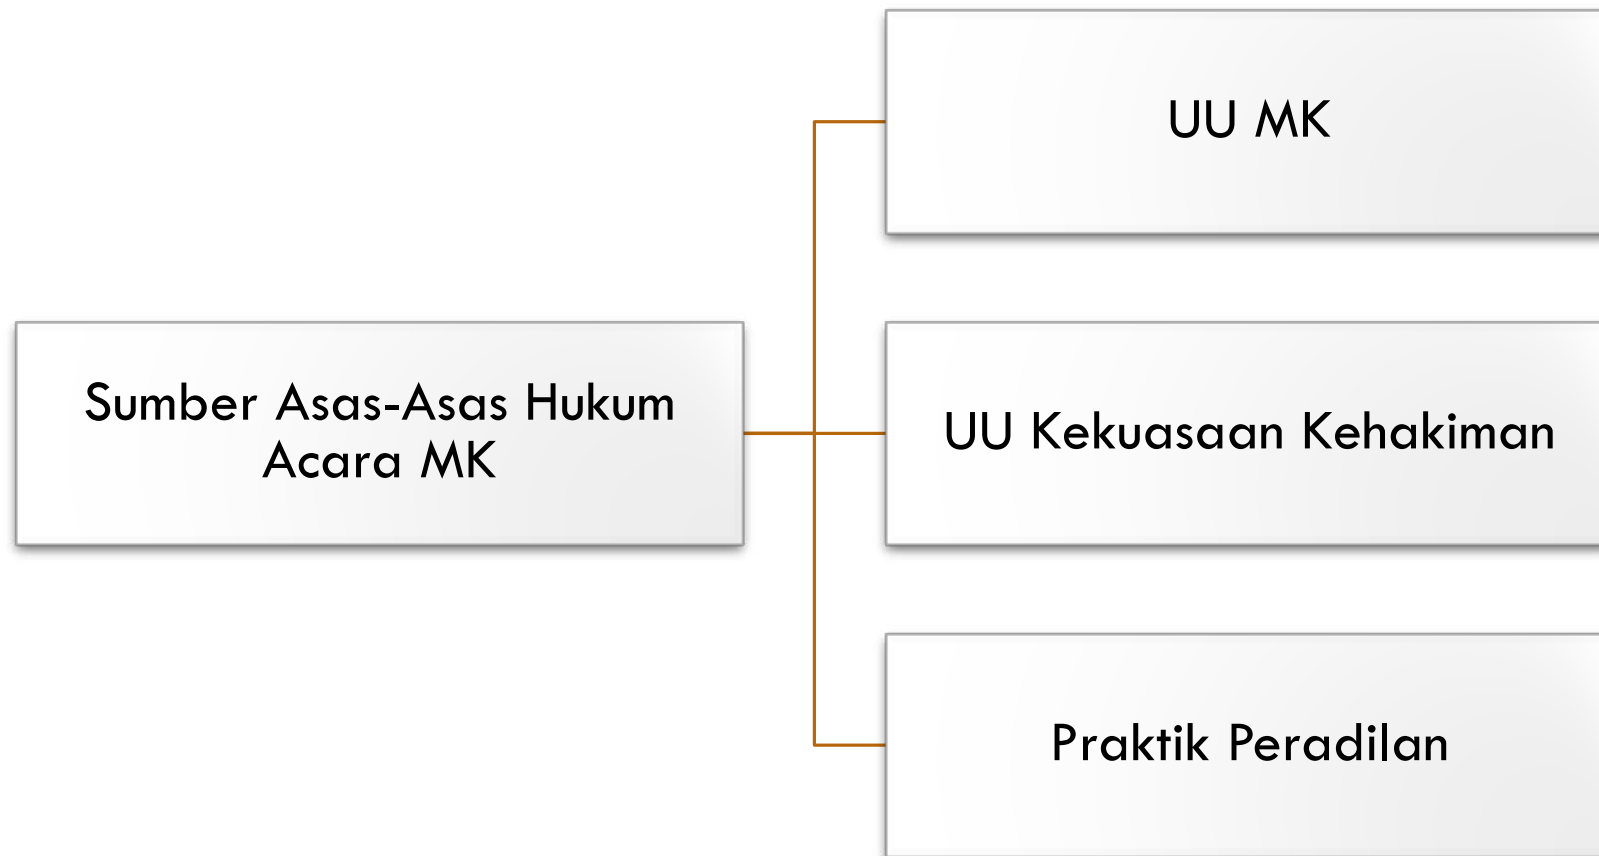 Sumber Asas-Asas Hukum
Acara MK
UU MK
UU Kekuasaan Kehakiman
Praktik Peradilan